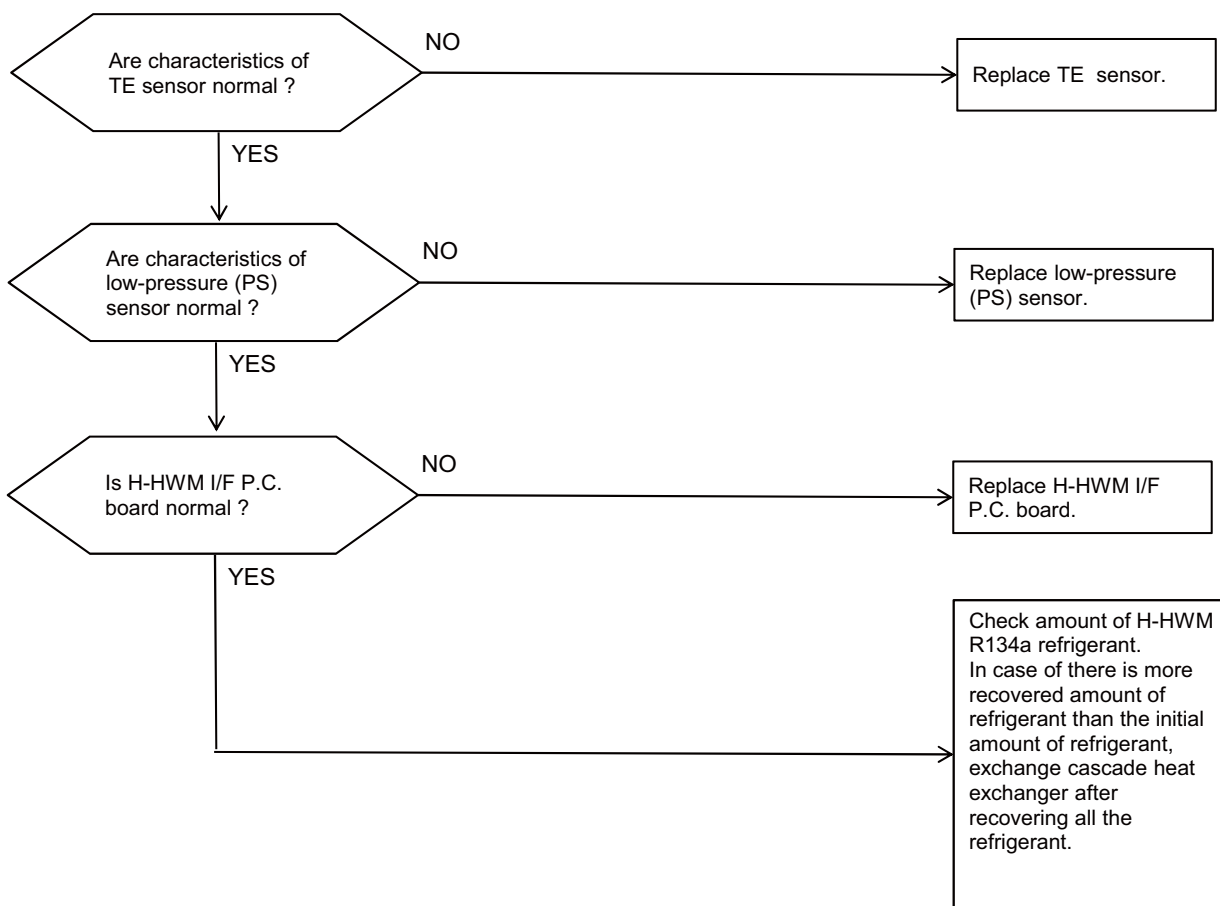 Are characteristics of
TE sensor normal ?
NO
Replace TE  sensor.
YES
Are characteristics of
low-pressure (PS)
sensor normal ?
NO
Replace low-pressure
(PS) sensor.
YES
Is H-HWM I/F P.C.
board normal ?
NO
Replace H-HWM I/F
P.C. board.
YES
Check amount of H-HWM
R134a refrigerant.
In case of there is more
recovered amount of
refrigerant than the initial
amount of refrigerant,
exchange cascade heat
exchanger after
recovering all the
refrigerant.